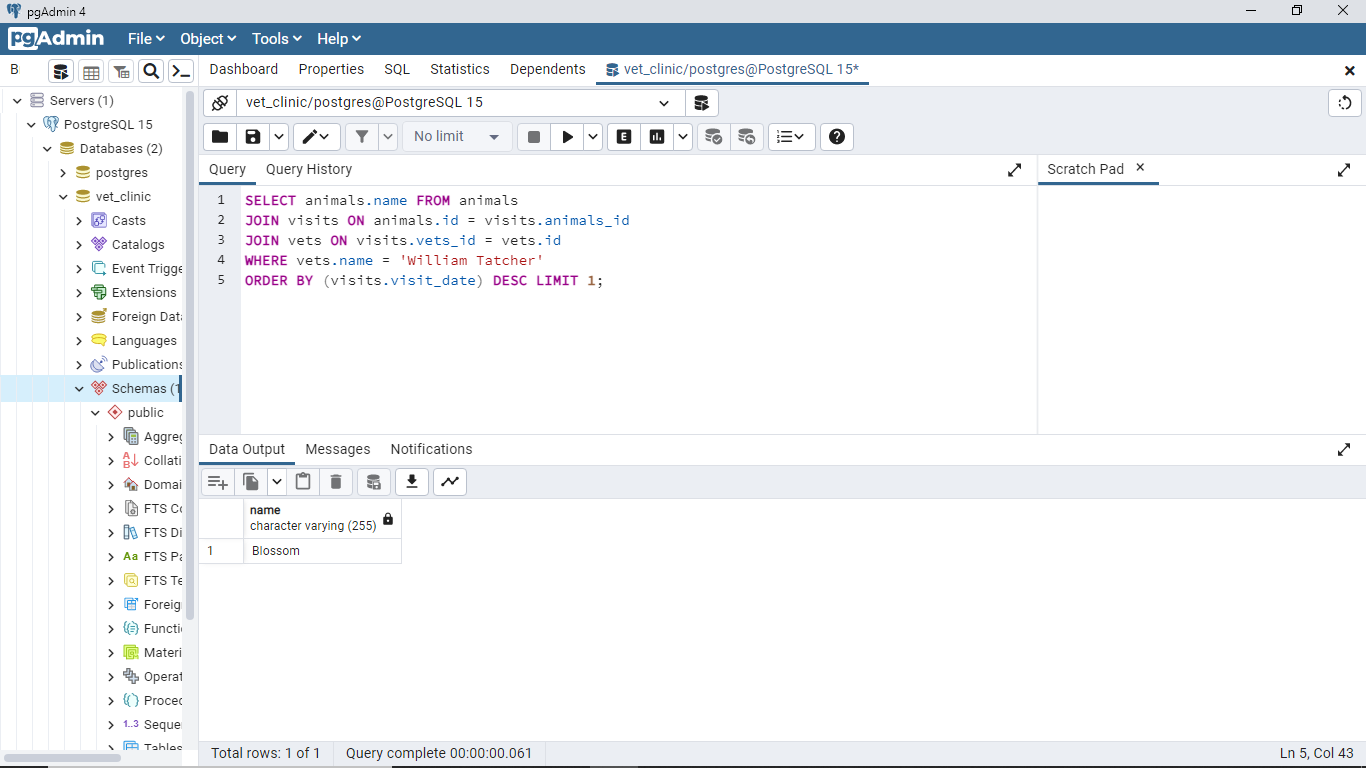 pgAdmin 4
pgAdmin File Object Tools Help
B
Dashboard Properties SQL Statistics Dependents vet_clinic/postgres@PostgreSQL 15*
Servers (1)
PostgreSQL 15
Databases (2)
postgres
vet_clinic
Casts
Catalogs
Event Trigge
Extensions
Foreign Data
Languages
Publications
Schemas (1
public
Aggreg
Collati
Domai
FTS Co
FTS Di
Aa FTS Pa
FTS Te
Foreig
Functi
Materi
Operat
Proced
1..3 Seque
Tables
vet_clinic/postgres@PostgreSQL 15
No limit
E
Query Query History
Scratch Pad
1 SELECT animals.name FROM animals
2 JOIN visits ON animals.id = visits.animals_id
3 JOIN vets ON visits.vets_id = vets.id
4 WHERE vets.name = 'William Tatcher'
5 ORDER BY (visits.visit_date) DESC LIMIT 1;
Data Output Messages Notifications
name
character varying (255)
1 Blossom
Total rows: 1 of 1 Query complete 00:00:00.061 Ln 5, Col 43